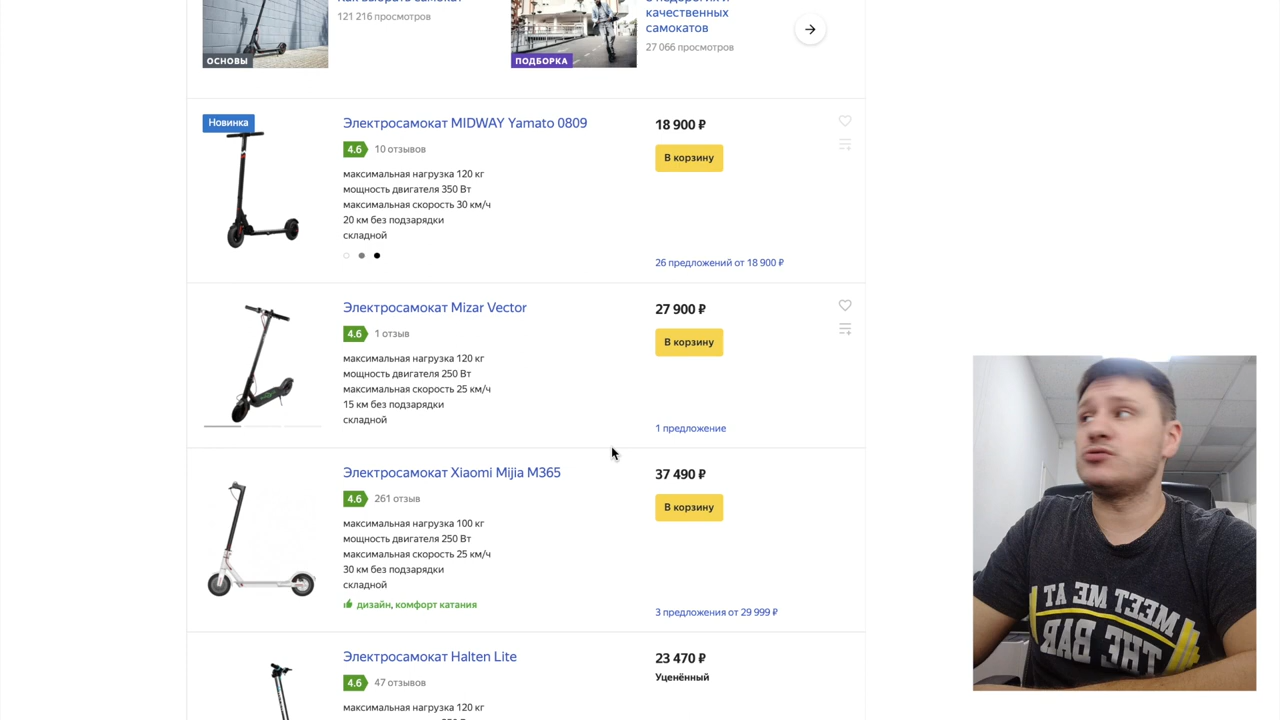 121 216 просмотров
ОСНОВЫ
качественных
самокатов
27 066 просмотров
ПОДБОРКА
Новинка
Электросамокат MIDWAY Yamato 0809
4.6 10 отзывов
максимальная нагрузка 120 кг
мощность двигателя 350 Вт
максимальная скорость 30 км/ч
20 км без подзарядки
складной
18 900 ₽
В корзину
26 предложений от 18 900 ₽
Электросамокат Mizar Vector
4.6 1 отзыв
максимальная нагрузка 120 кг
мощность двигателя 250 Вт
максимальная скорость 25 км/ч
15 км без подзарядки
складной
27 900 ₽
В корзину
1 предложение
Электросамокат Xiaomi Mijia M365
4.6 261 отзыв
максимальная нагрузка 100 кг
мощность двигателя 250 Вт
максимальная скорость 25 км/ч
30 км без подзарядки
складной
дизайн, комфорт катания
37 490 ₽
В корзину
3 предложения от 29 999 ₽
Электросамокат Halten Lite
4.6 47 отзывов
максимальная нагрузка 120 кг
23 470 ₽
Уценённый
MEET ME AT
THE BAR